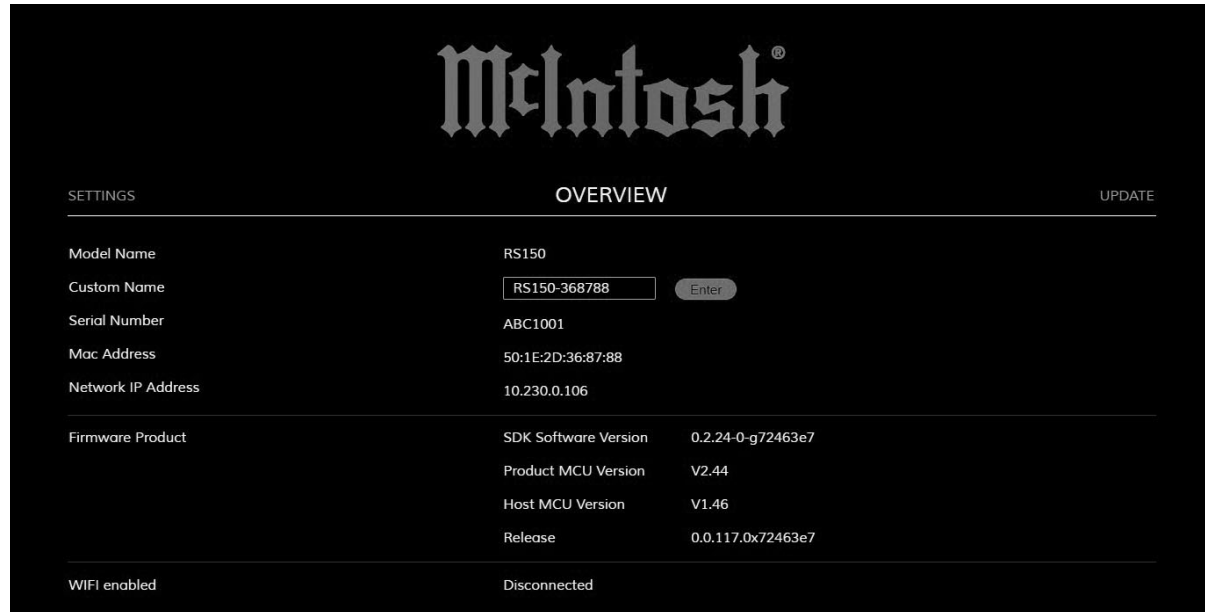 McIntosh®
SETTINGS OVERVIEW UPDATE
Model Name RS150
Custom Name RS150-368788 Enter
Serial Number ABC1001
Mac Address 50:1E:2D:36:87:88
Network IP Address 10.230.0.106
Firmware Product SDK Software Version 0.2.24-0-g72463e7
Product MCU Version V2.44
Host MCU Version V1.46
Release 0.0.117.0x72463e7
WIFI enabled Disconnected